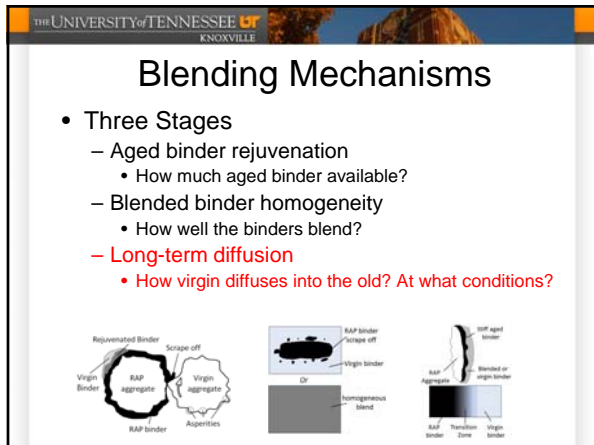 THE UNIVERSITY of TENNESSEE UT
KNOXVILLE
Blending Mechanisms
• Three Stages
– Aged binder rejuvenation
• How much aged binder available?
– Blended binder homogeneity
• How well the binders blend?
– Long-term diffusion
• How virgin diffuses into the old? At what conditions?
Rejuvenated Binder
Scrape off
Virgin
Binder
RAP
aggregate
Virgin
aggregate
RAP binder
Asperities
RAP binder
scrape off
Virgin binder
Or
homogeneous
blend
Stiff aged
binder
RAP
Aggregate
Blended or
virgin binder
RAP
binder
Transition
Zone
Virgin
binder